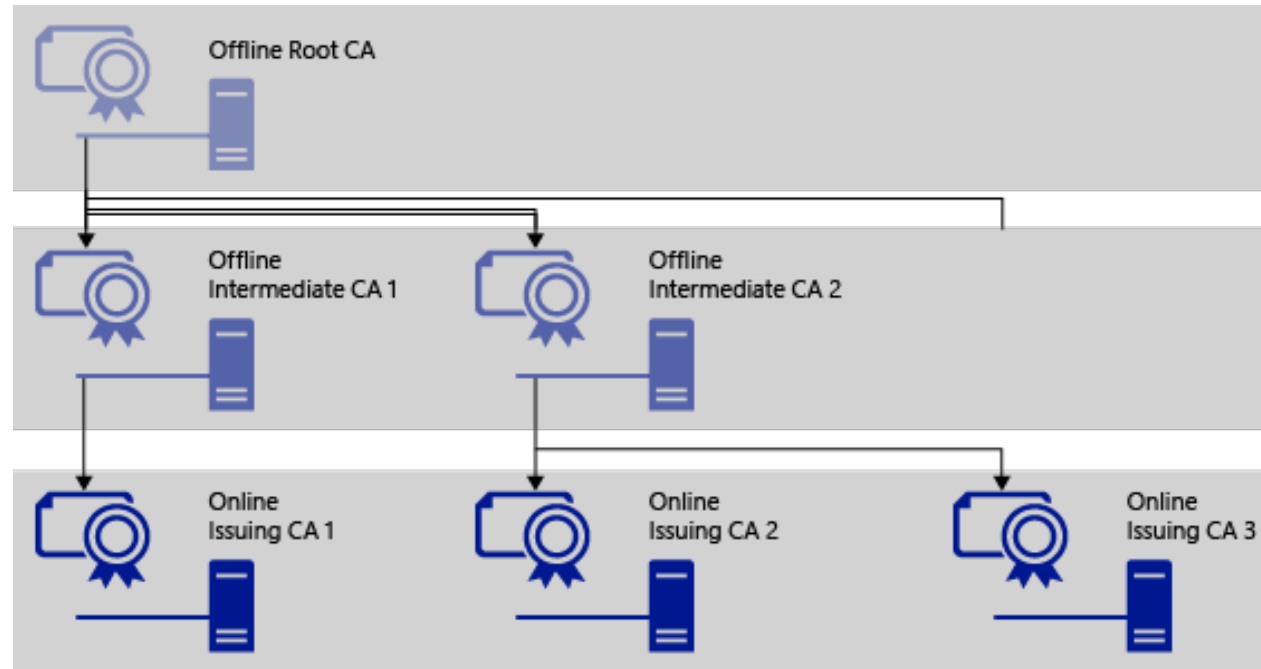 Offline Root CA
Offline
Intermediate CA 1
Offline
Intermediate CA 2
Online
Issuing CA 1
Online
Issuing CA 2
Online
Issuing CA 3